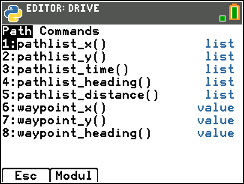 EDITOR: DRIVE
Path Commands
1:pathlist_x() list
2:pathlist_y() list
3:pathlist_time() list
4:pathlist_heading() list
5:pathlist_distance() list
6:waypoint_x() value
7:waypoint_y() value
8:waypoint_heading() value
Esc Modul